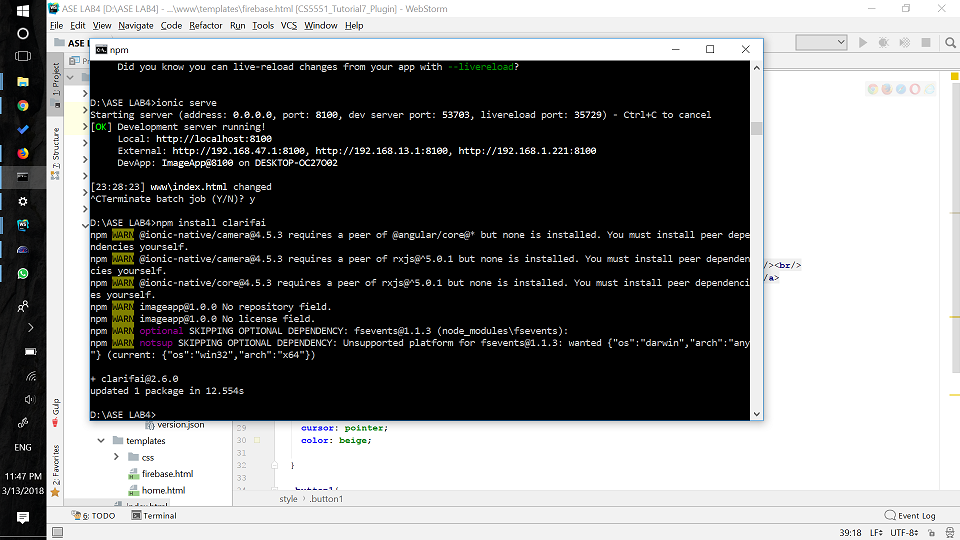 ASE LAB4 [D:\ASE LAB4] - ...\www\templates\firebase.html [CS5551_Tutorial7_Plugin] - WebStorm
File Edit View Navigate Code Refactor Run Tools VCS Window Help
ASE
npm
Did you know you can live-reload changes from your app with --livereload?
D:\ASE LAB4>ionic serve
Starting server (address: 0.0.0.0, port: 8100, dev server port: 53703, livereload port: 35729) - Ctrl+C to cancel
[OK] Development server running!
Local: http://localhost:8100
External: http://192.168.47.1:8100, http://192.168.13.1:8100, http://192.168.1.221:8100
DevApp: ImageApp@8100 on DESKTOP-OC27OO2
[23:28:23] www\index.html changed
^CTerminate batch job (Y/N)? y
D:\ASE LAB4>npm install clarifai
npm WARN @ionic-native/camera@4.5.3 requires a peer of @angular/core@* but none is installed. You must install peer depe
ndencies yourself.
npm WARN @ionic-native/camera@4.5.3 requires a peer of rxjs@^5.0.1 but none is installed. You must install peer dependen
cies yourself.
npm WARN @ionic-native/core@4.5.3 requires a peer of rxjs@^5.0.1 but none is installed. You must install peer dependenci
es yourself.
npm WARN imageapp@1.0.0 No repository field.
npm WARN imageapp@1.0.0 No license field.
npm WARN optional SKIPPING OPTIONAL DEPENDENCY: fsevents@1.1.3 (node_modules\fsevents):
npm WARN notsup SKIPPING OPTIONAL DEPENDENCY: Unsupported platform for fsevents@1.1.3: wanted {"os":"darwin","arch":"any
"} (current: {"os":"win32","arch":"x64"})
+ clarifai@2.6.0
updated 1 package in 12.554s
D:\ASE LAB4>
1: Project
7: Structure
Gulp
2: Favorites
/><br/>
/a>
version.json
templates
css
firebase.html
home.html
29 cursor: pointer;
30 color: beige;
31
32 }
33
style › .button1
6: TODO
Terminal
Event Log
39:18 LF÷ UTF-8÷
ENG
11:47 PM
3/13/2018